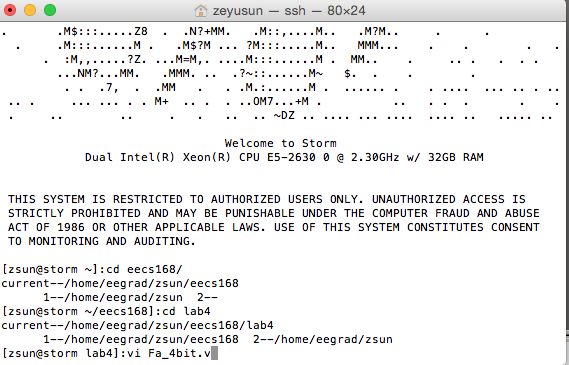 zeyusun — ssh — 80×24
.        .M$:::.....Z8  .  .N?+MM.   .M::,....M..   .M?M..     .      .
  .      .M:::......M .   .M$?M ... ?M:::.....M..   MMM...    .    .        .   .
      .  :M,,.....?Z. ...M=M,. ....M:::......M .  MM..    .      .. .  . .   .
        ...NM?...MM.   .MMM. ..  .?~::......M~   $.  .   .        .
         . .  .7,  .  .MM    .    . .M.:......M .     . .. ...... .  .... ... .. . ..
 .. .     ... ... . . M+  .. . .  ..OM7...+M .          ..   . .  .     .      .
 .     ..       ..      .    .   ..  .. ... ~DZ .. .... ... .... .... ..  ..... ..
Welcome to Storm
Dual Intel(R) Xeon(R) CPU E5-2630 0 @ 2.30GHz w/ 32GB RAM
THIS SYSTEM IS RESTRICTED TO AUTHORIZED USERS ONLY. UNAUTHORIZED ACCESS IS
STRICTLY PROHIBITED AND MAY BE PUNISHABLE UNDER THE COMPUTER FRAUD AND ABUSE
ACT OF 1986 OR OTHER APPLICABLE LAWS. USE OF THIS SYSTEM CONSTITUTES CONSENT
TO MONITORING AND AUDITING.
[zsun@storm ~]:cd eecs168/
current--/home/eegrad/zsun/eecs168
      1--/home/eegrad/zsun  2--
[zsun@storm ~/eecs168]:cd lab4
current--/home/eegrad/zsun/eecs168/lab4
      1--/home/eegrad/zsun/eecs168  2--/home/eegrad/zsun
[zsun@storm lab4]:vi Fa_4bit.v